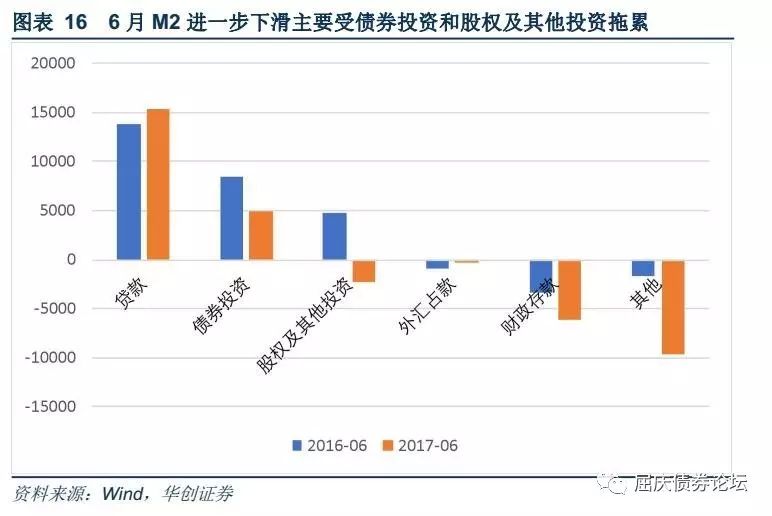 图表 16 6 月 M2 进一步下滑主要受债券投资和股权及其他投资拖累
20000
15000
10000
5000
0
-5000
-10000
-15000
贷款
债券投资
股权及其他投资
外汇占款
财政存款
其他
2016-06 2017-06
资料来源：Wind，华创证券
屈庆债券论坛